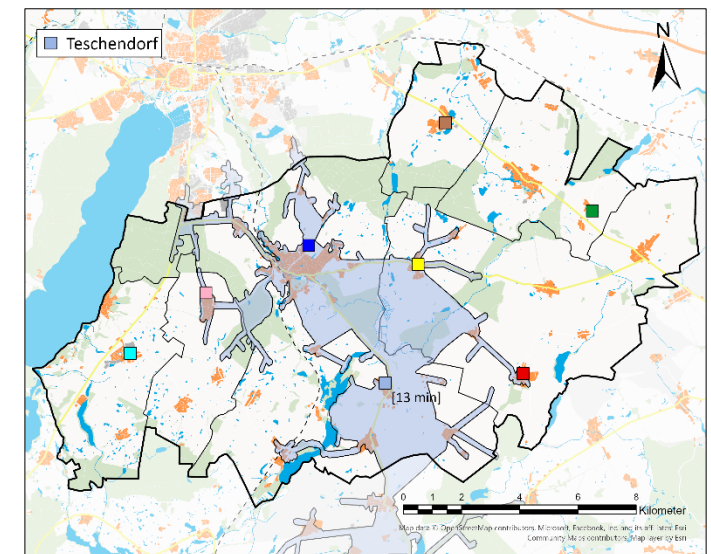 Teschendorf
N
[13 min]
0 1 2 4 6 8
Kilometer
Map data © OpenStreetMap contributors, Microsoft, Facebook, Inc. and its affiliates, Esri
Community Maps contributors, Map layer by Esri